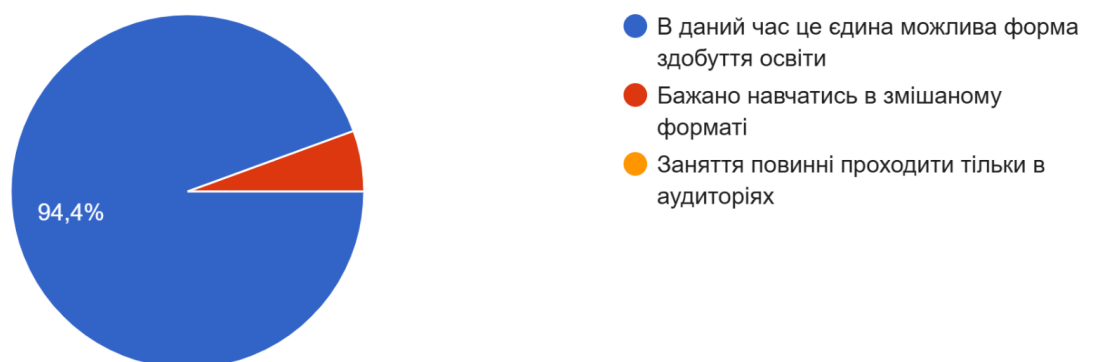 В даний час це єдина можлива форма
здобуття освіти
Бажано навчатись в змішаному
форматі
Заняття повинні проходити тільки в
аудиторіях
94,4%